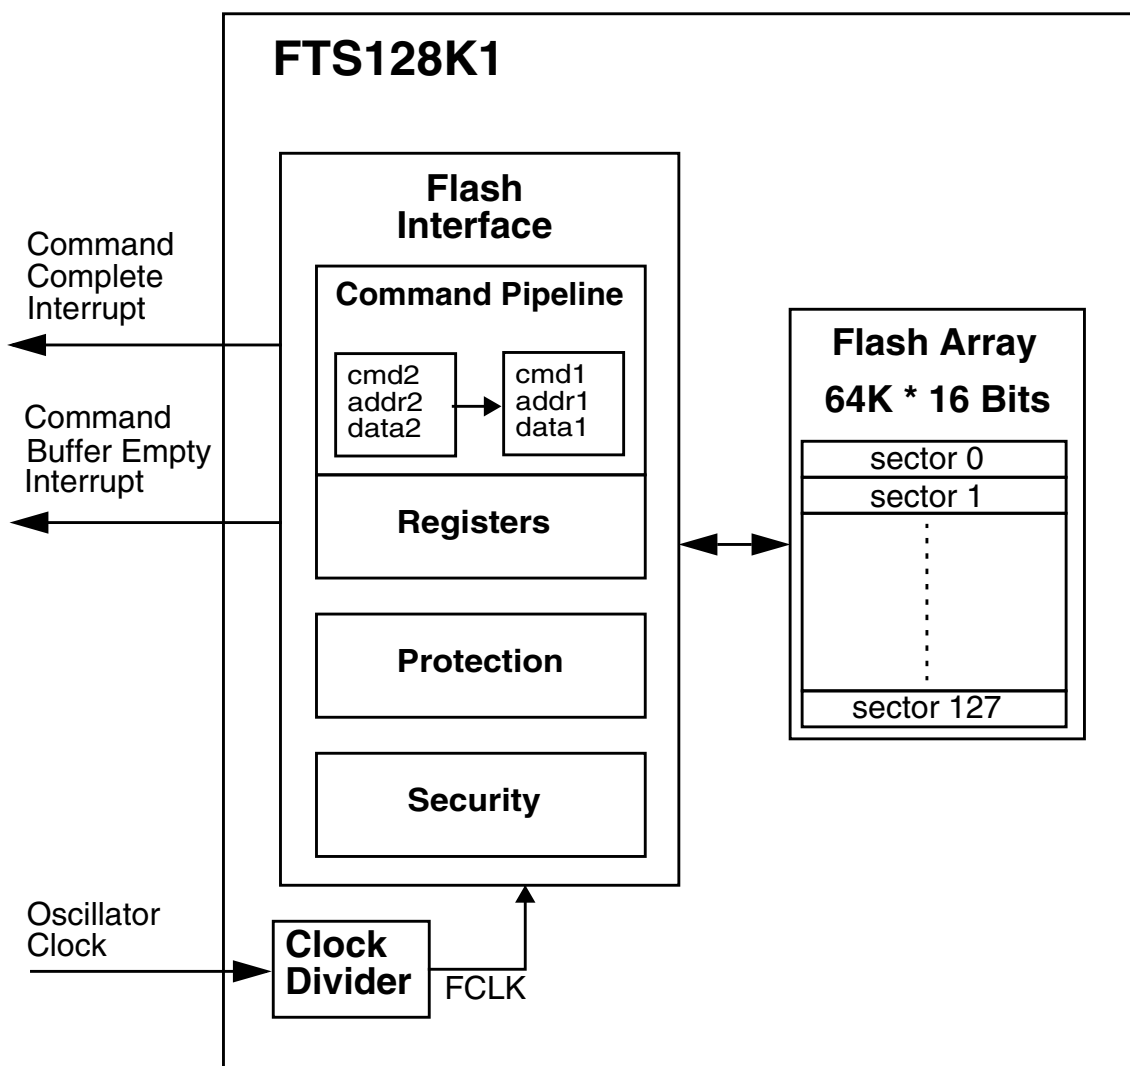 FTS128K1
Flash
Interface
Command
Complete
Interrupt
Command Pipeline
cmd2
addr2
data2
cmd1
addr1
data1
Command
Buffer Empty
Interrupt
Registers
Protection
Security
Flash Array
64K * 16 Bits
sector 0
sector 1
sector 127
Oscillator
Clock
Clock
Divider
FCLK